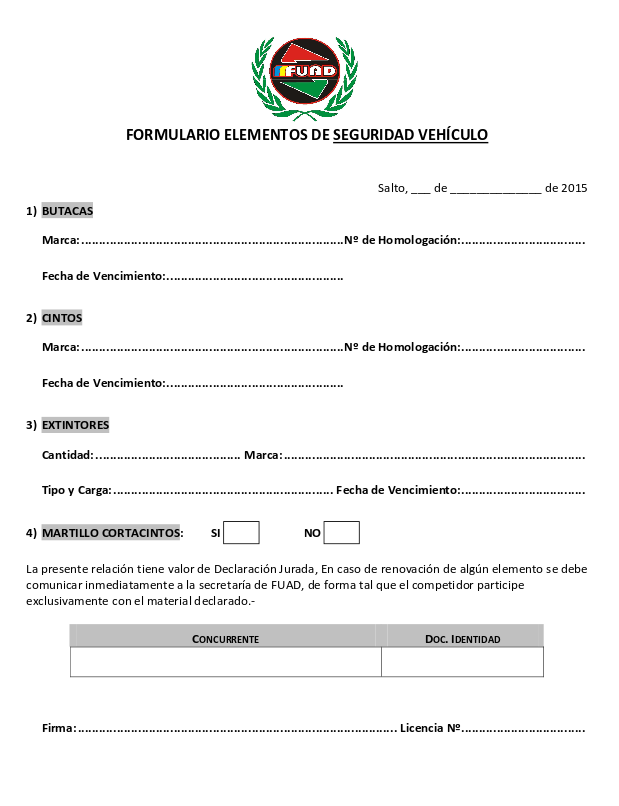 FUAD
FORMULARIO ELEMENTOS DE SEGURIDAD VEHÍCULO
Salto, ___ de ______________ de 2015
1) BUTACAS
Marca:..........................................................................Nº de Homologación:...................................
Fecha de Vencimiento:..................................................
2) CINTOS
Marca:..........................................................................Nº de Homologación:...................................
Fecha de Vencimiento:..................................................
3) EXTINTORES
Cantidad:......................................... Marca:.....................................................................................
Tipo y Carga:.............................................................. Fecha de Vencimiento:...................................
4) MARTILLO CORTACINTOS: SI NO
La presente relación tiene valor de Declaración Jurada, En caso de renovación de algún elemento se debe
comunicar inmediatamente a la secretaría de FUAD, de forma tal que el competidor participe
exclusivamente con el material declarado.-
CONCURRENTE DOC. IDENTIDAD
Firma:.......................................................................................... Licencia Nº...................................